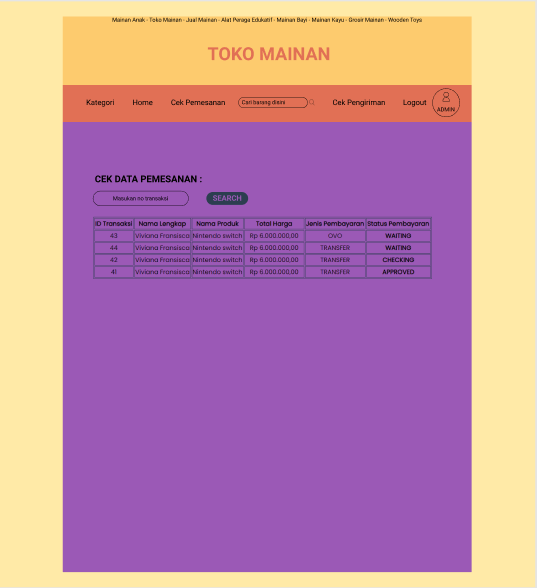 Mainan Anak - Toko Mainan - Jual Mainan - Alat Peraga Edukatif - Mainan Bayi - Mainan Kayu - Grosir Mainan - Wooden Toys
TOKO MAINAN
Kategori Home Cek Pemesanan Cari barang disini Cek Pengiriman Logout ADMIN
CEK DATA PEMESANAN :
Masukan no transaksi SEARCH
ID Transaksi Nama Lengkap Nama Produk Total Harga Jenis Pembayaran Status Pembayaran
43 Viviana Fransisca Nintendo switch Rp 6.000.000,00 OVO WAITING
44 Viviana Fransisca Nintendo switch Rp 6.000.000,00 TRANSFER WAITING
42 Viviana Fransisca Nintendo switch Rp 6.000.000,00 TRANSFER CHECKING
41 Viviana Fransisca Nintendo switch Rp 6.000.000,00 TRANSFER APPROVED